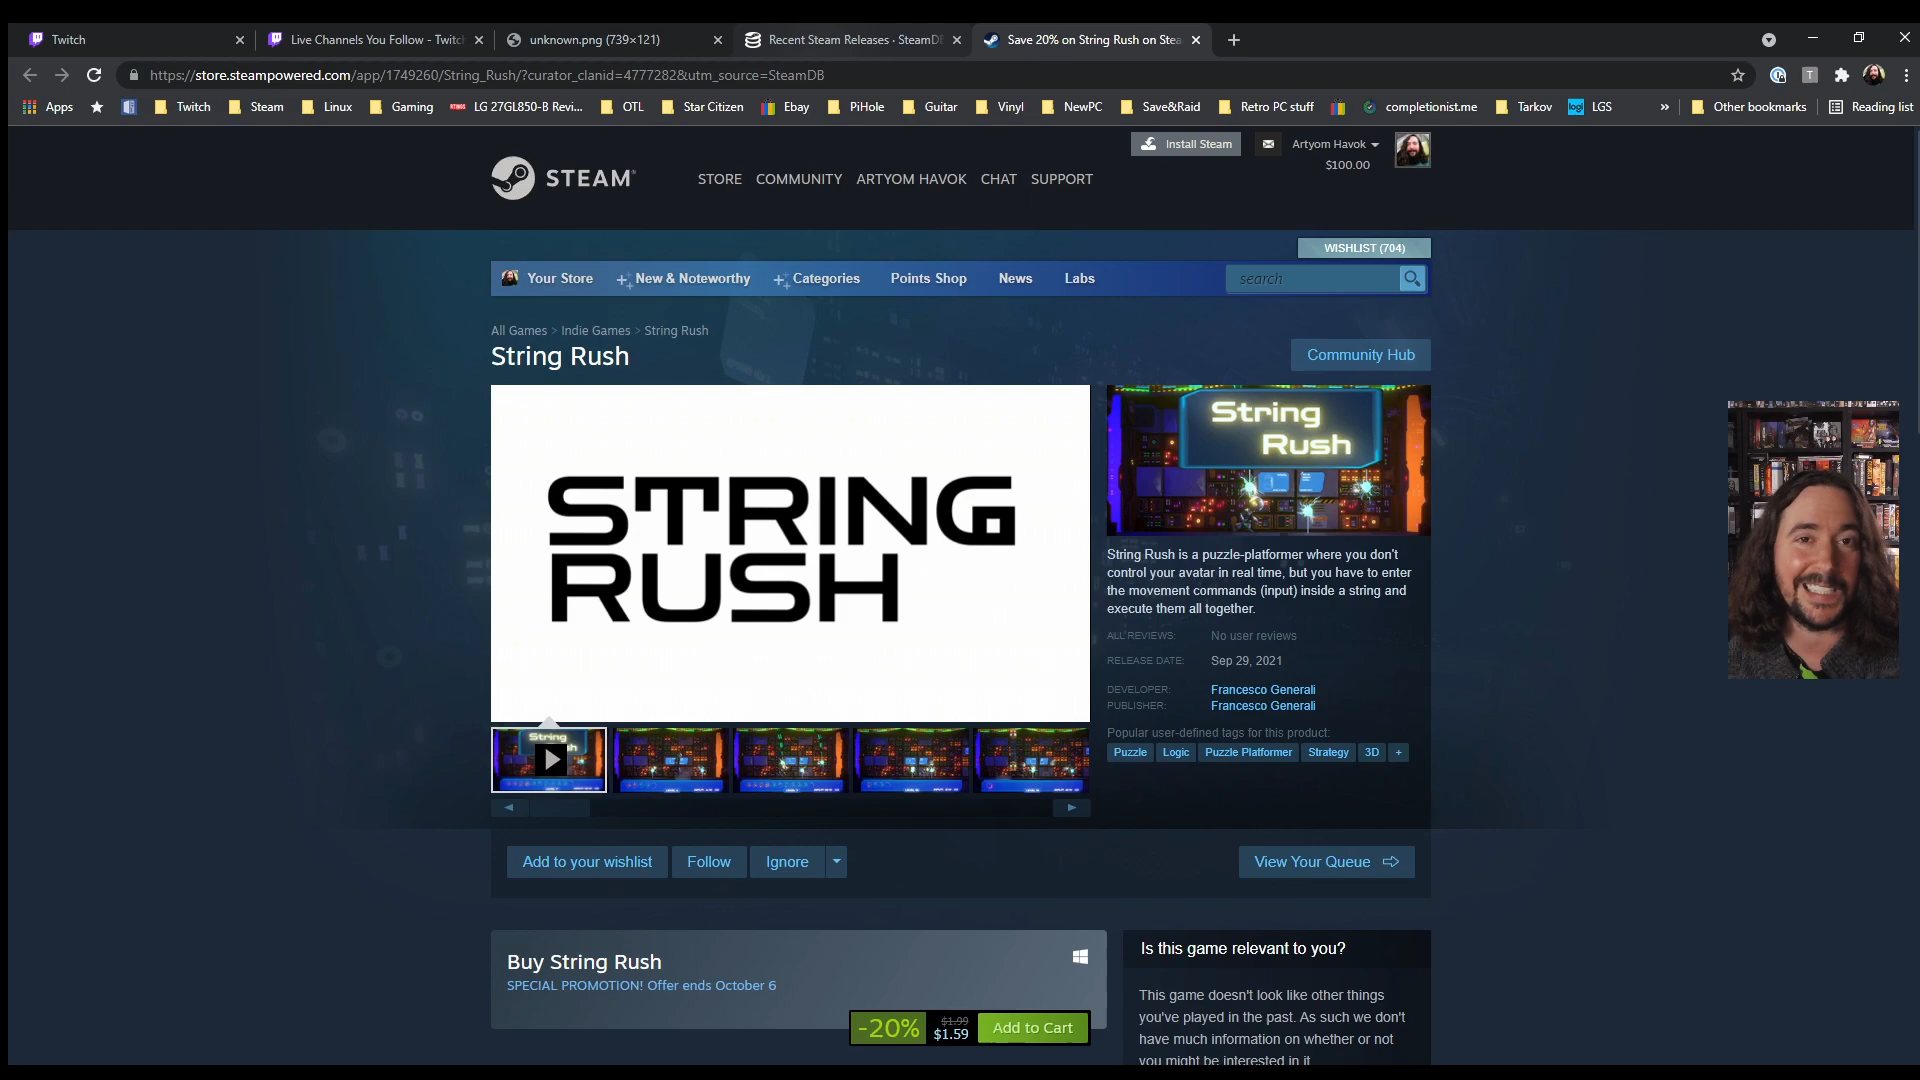 Twitch
Live Channels You Follow - Twitc
unknown.png (739×121)
Recent Steam Releases · SteamDB
Save 20% on String Rush on Stea
https://store.steampowered.com/app/1749260/String_Rush/?curator_clanid=4777282&utm_source=SteamDB
T
Apps
Twitch
Steam
Linux
Gaming
LG 27GL850-B Revi...
OTL
Star Citizen
Ebay
PiHole
Guitar
Vinyl
NewPC
Save&Raid
Retro PC stuff
completionist.me
Tarkov
logi
LGS
»
Other bookmarks
Reading list
Install Steam
Artyom Havok
$100.00
STEAM®
STORE
COMMUNITY
ARTYOM HAVOK
CHAT
SUPPORT
WISHLIST (704)
Your Store
New & Noteworthy
Categories
Points Shop
News
Labs
search
All Games > Indie Games > String Rush
String Rush
Community Hub
STRING
RUSH
String
Rush
String Rush is a puzzle-platformer where you don't
control your avatar in real time, but you have to enter
the movement commands (input) inside a string and
execute them all together.
ALL REVIEWS: No user reviews
RELEASE DATE: Sep 29, 2021
DEVELOPER: Francesco Generali
PUBLISHER: Francesco Generali
Popular user-defined tags for this product:
Puzzle
Logic
Puzzle Platformer
Strategy
3D
+
String
Add to your wishlist
Follow
Ignore
View Your Queue
Buy String Rush
SPECIAL PROMOTION! Offer ends October 6
-20%
$1.99
$1.59
Add to Cart
Is this game relevant to you?
This game doesn't look like other things
you've played in the past. As such we don't
have much information on whether or not
you might be interested in it